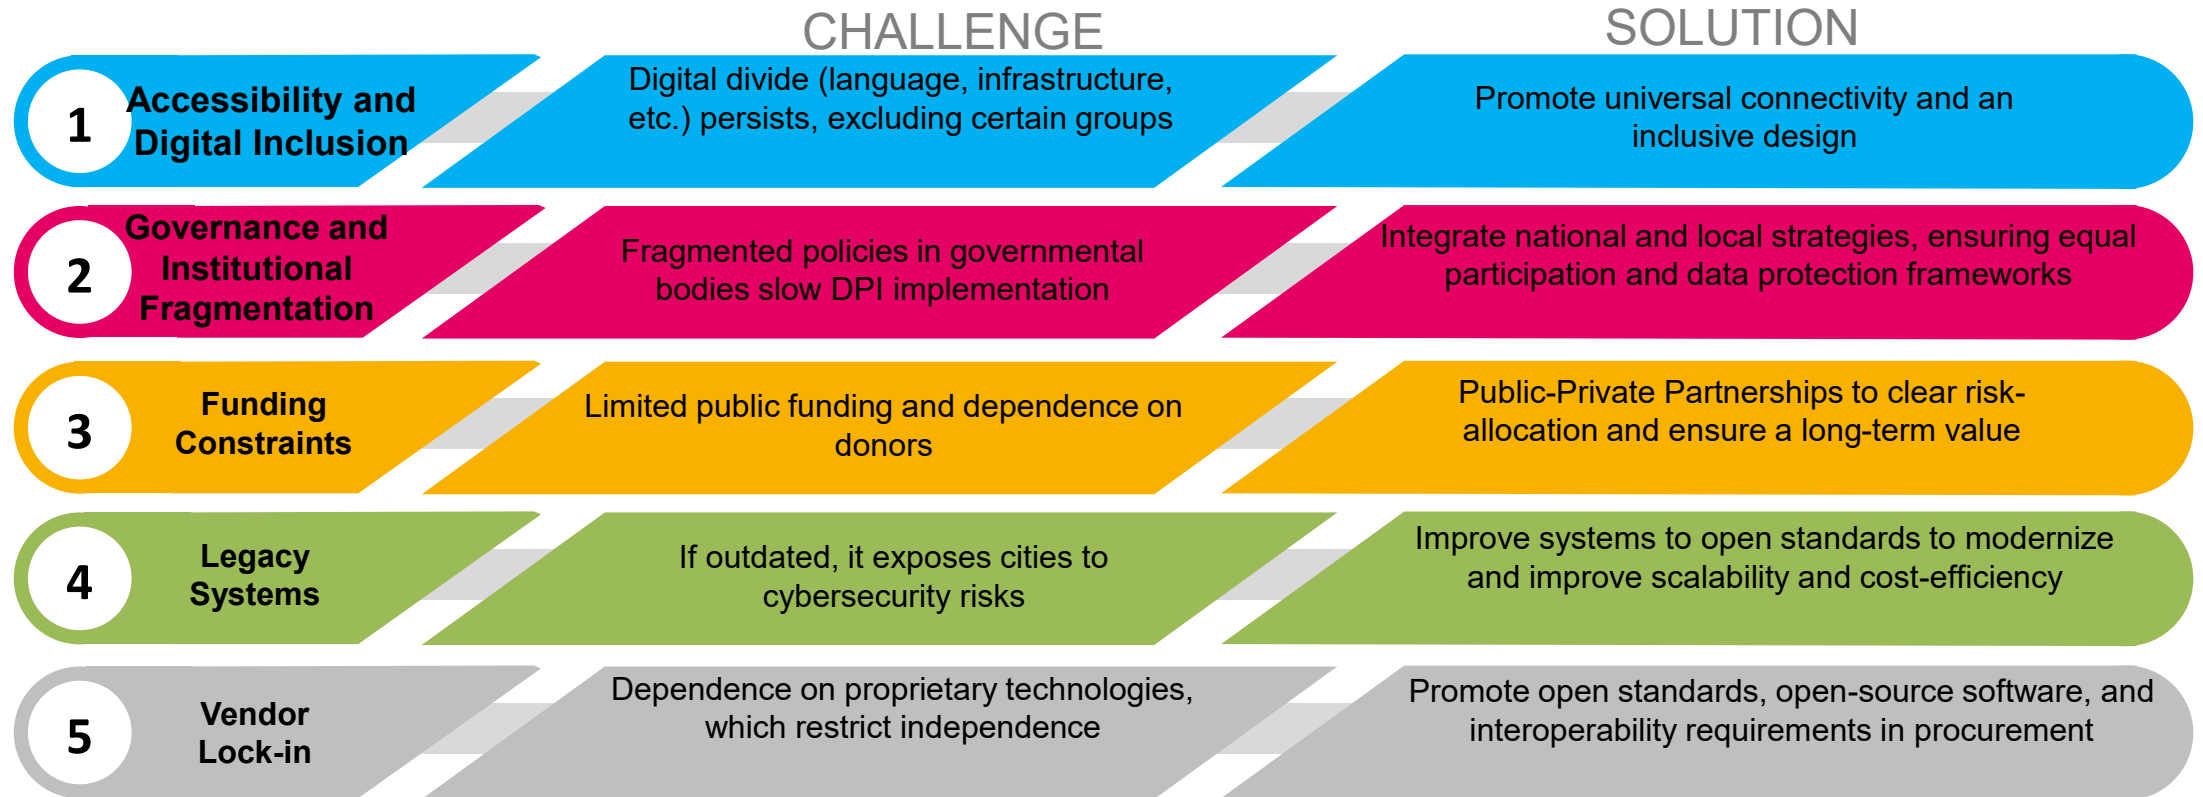 CHALLENGE
SOLUTION
1
Accessibility and
Digital Inclusion
Digital divide (language, infrastructure,
etc.) persists, excluding certain groups
Promote universal connectivity and an
inclusive design
2
Governance and
Institutional
Fragmentation
Fragmented policies in governmental
bodies slow DPI implementation
Integrate national and local strategies, ensuring equal
participation and data protection frameworks
3
Funding
Constraints
Limited public funding and dependence on
donors
Public-Private Partnerships to clear risk-
allocation and ensure a long-term value
4
Legacy
Systems
If outdated, it exposes cities to
cybersecurity risks
Improve systems to open standards to modernize
and improve scalability and cost-efficiency
5
Vendor
Lock-in
Dependence on proprietary technologies,
which restrict independence
Promote open standards, open-source software, and
interoperability requirements in procurement